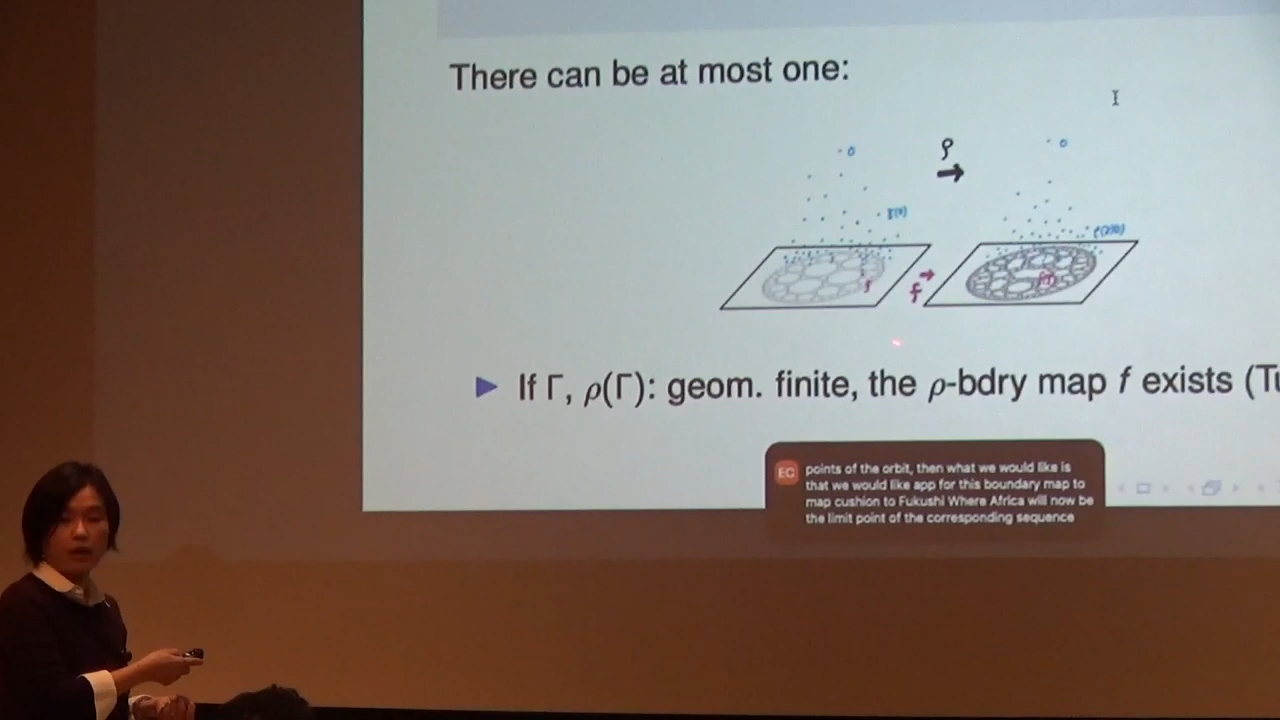 There can be at most one:
o
ρ
o
γ(o)
f
▶ If Γ, ρ(Γ): geom. finite, the ρ-bdry map f exists (Tu
EC
points of the orbit, then what we would like is
that we would like app for this boundary map to
map cushion to Fukushi Where Africa will now be
the limit point of the corresponding sequence